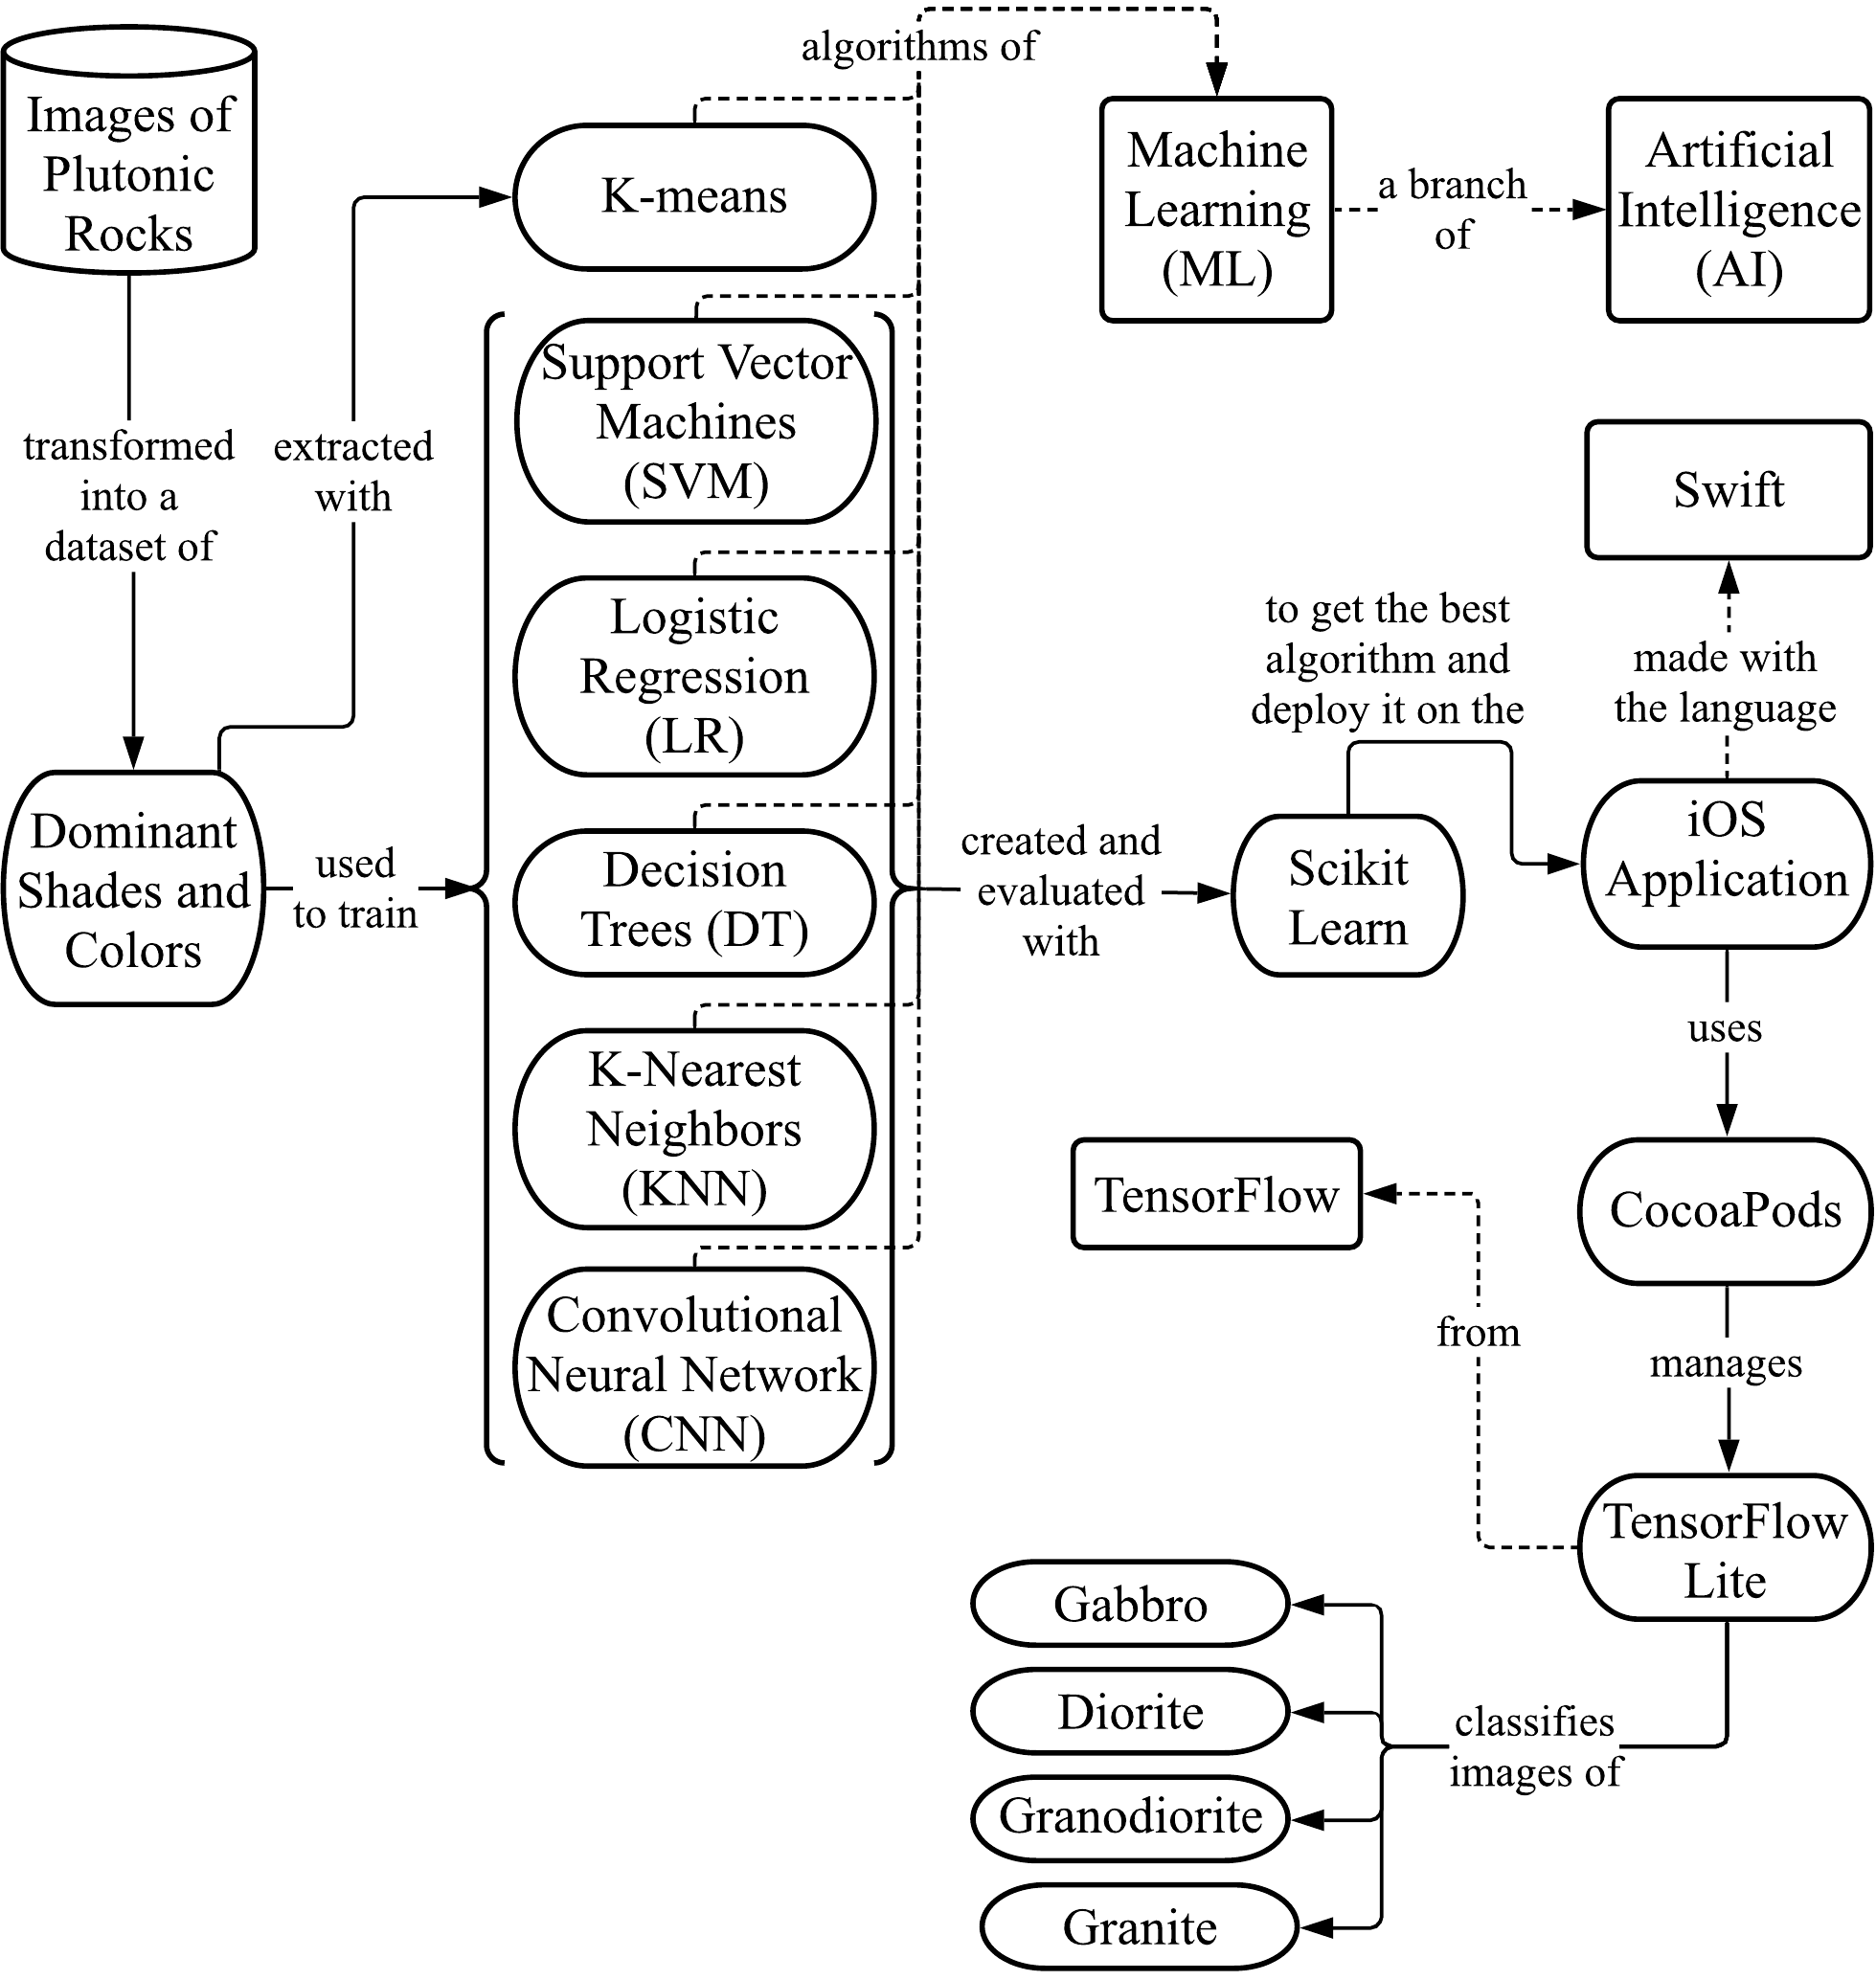 algorithms of
Images of
Plutonic
Rocks
K-means
Machine
Learning
(ML)
a branch
of
Artificial
Intelligence
(AI)
transformed
into a
dataset of
extracted
with
Support Vector
Machines
(SVM)
Swift
Logistic
Regression
(LR)
to get the best
algorithm and
deploy it on the
made with
the language
Dominant
Shades and
Colors
used
to train
Decision
Trees (DT)
created and
evaluated
with
Scikit
Learn
iOS
Application
uses
K-Nearest
Neighbors
(KNN)
TensorFlow
CocoaPods
from
manages
Convolutional
Neural Network
(CNN)
TensorFlow
Lite
Gabbro
Diorite
classifies
images of
Granodiorite
Granite